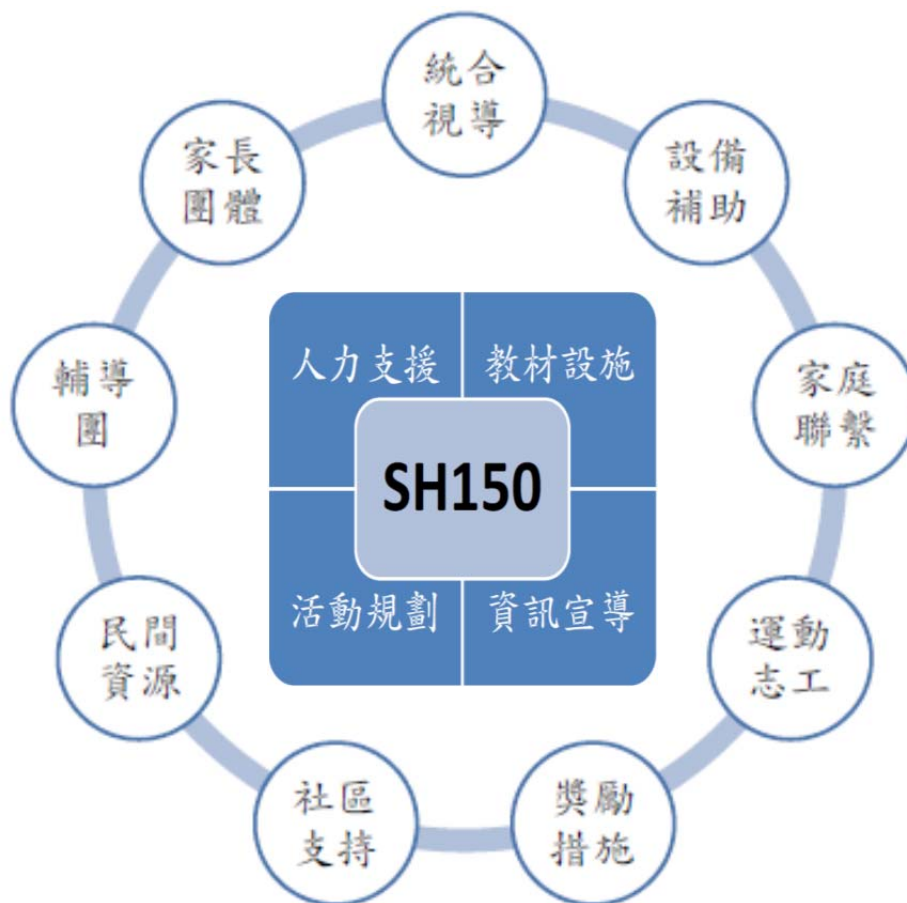 統合
視導
設備
補助
家庭
聯繫
運動
志工
獎勵
措施
社區
支持
民間
資源
輔導
團
家長
團體
人力支援
教材設施
SH150
活動規劃
資訊宣導